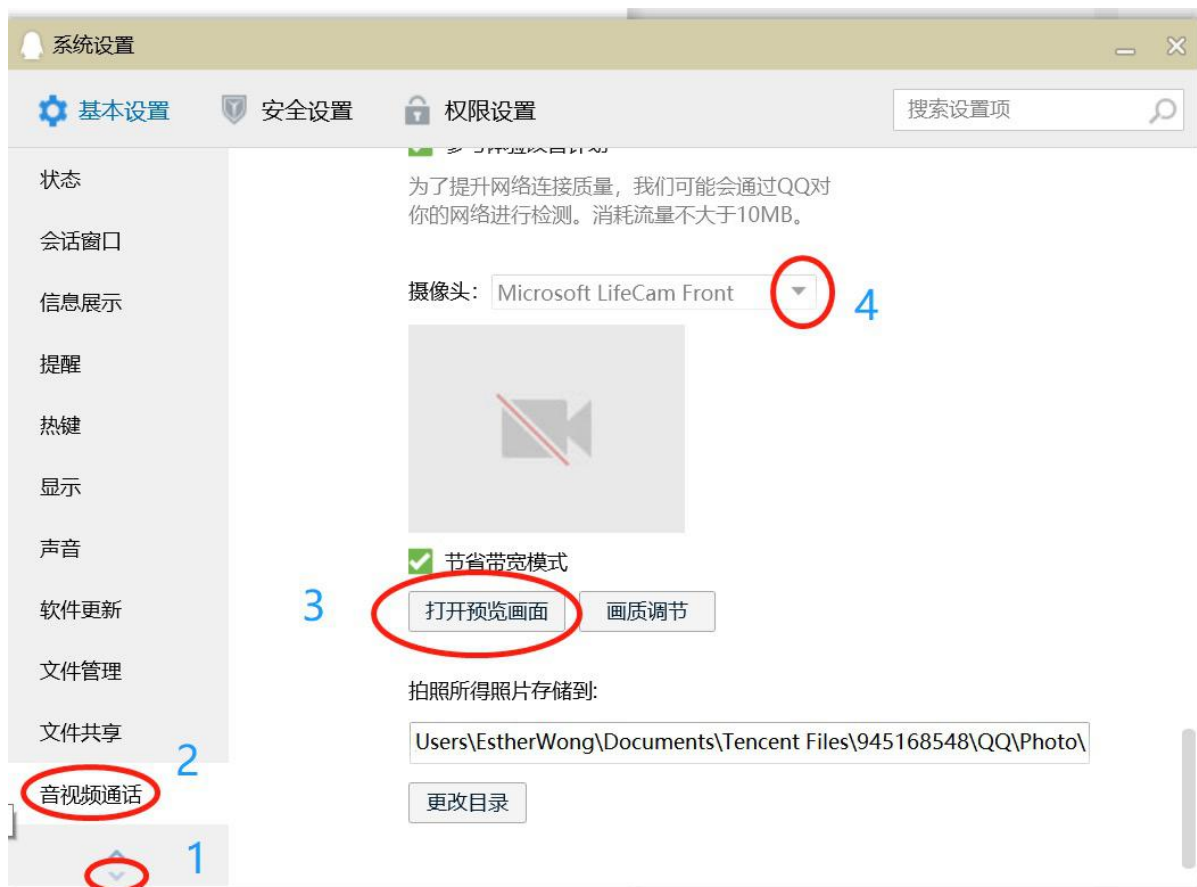 系统设置
基本设置
安全设置
权限设置
搜索设置项
状态
会话窗口
信息展示
提醒
热键
显示
声音
软件更新
文件管理
文件共享
音视频通话
为了提升网络连接质量，我们可能会通过QQ对
你的网络进行检测。消耗流量不大于10MB。
摄像头：
Microsoft LifeCam Front
4
节省带宽模式
3
打开预览画面
画质调节
拍照所得照片存储到:
Users\EstherWong\Documents\Tencent Files\945168548\QQ\Photo\
更改目录
2
1